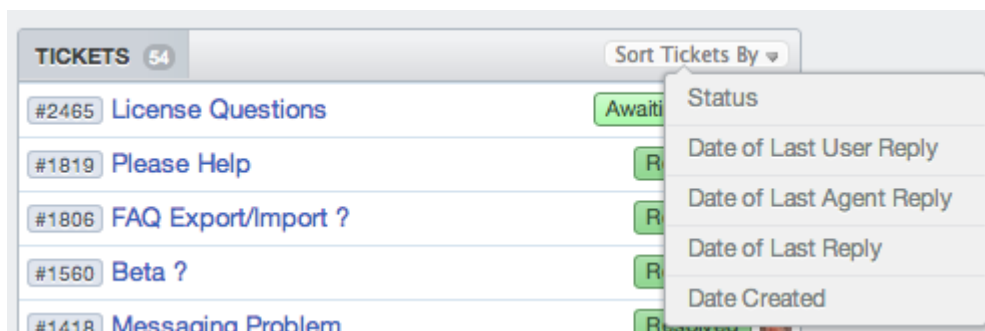 TICKETS 54
Sort Tickets By
Status
Date of Last User Reply
Date of Last Agent Reply
Date of Last Reply
Date Created
#2465 License Questions
#1819 Please Help
#1806 FAQ Export/Import ?
#1560 Beta ?
#1418 Messaging Problem
Resolved